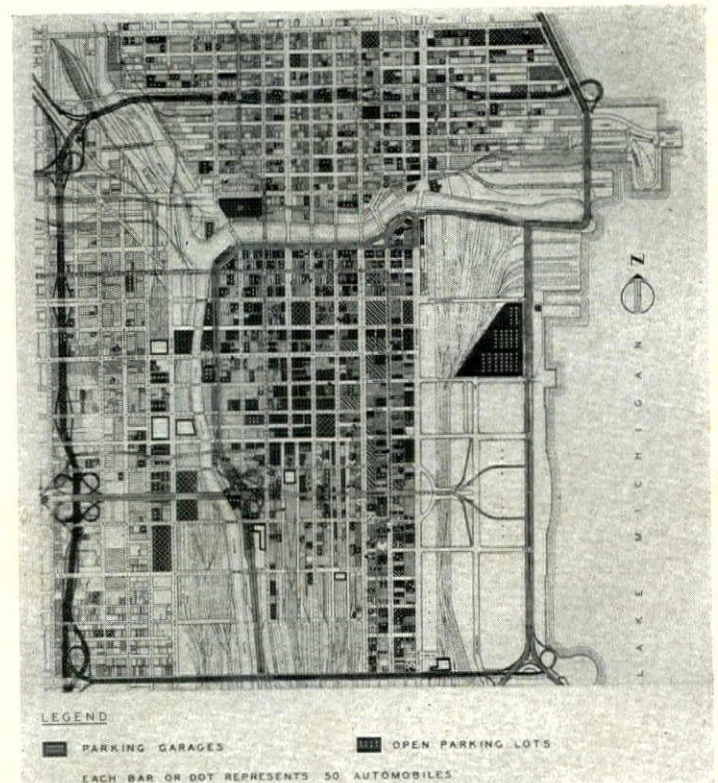 N
LAKE MICHIGAN
LEGEND
PARKING GARAGES
OPEN PARKING LOTS
EACH BAR OR DOT REPRESENTS 50 AUTOMOBILES